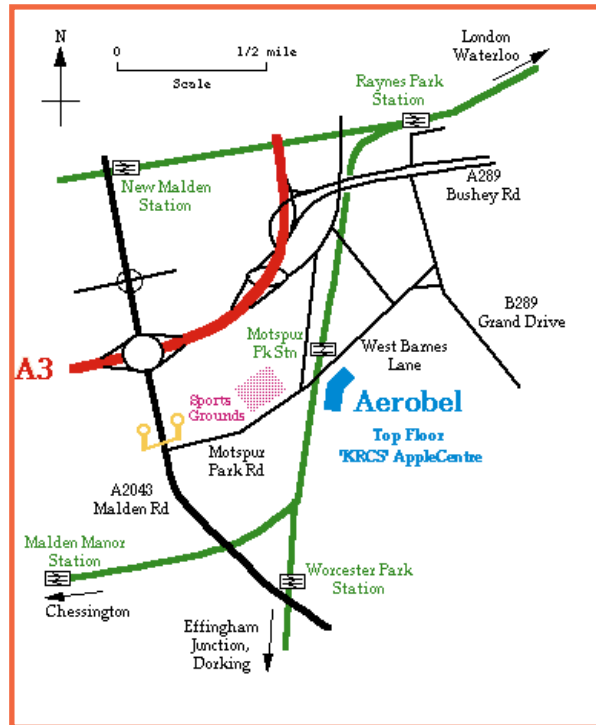 N
0
1/2 mile
Scale
London
Waterloo
Raynes Park
Station
New Malden
Station
A289
Bushey Rd
B289
Grand Drive
Motspur
Pk Stn
West Barnes
Lane
A3
Sports
Grounds
Aerobel
Top Floor
'KRCS' AppleCentre
Motspur
Park Rd
A2043
Malden Rd
Malden Manor
Station
Chessington
Worcester Park
Station
Effingham
Junction,
Dorking